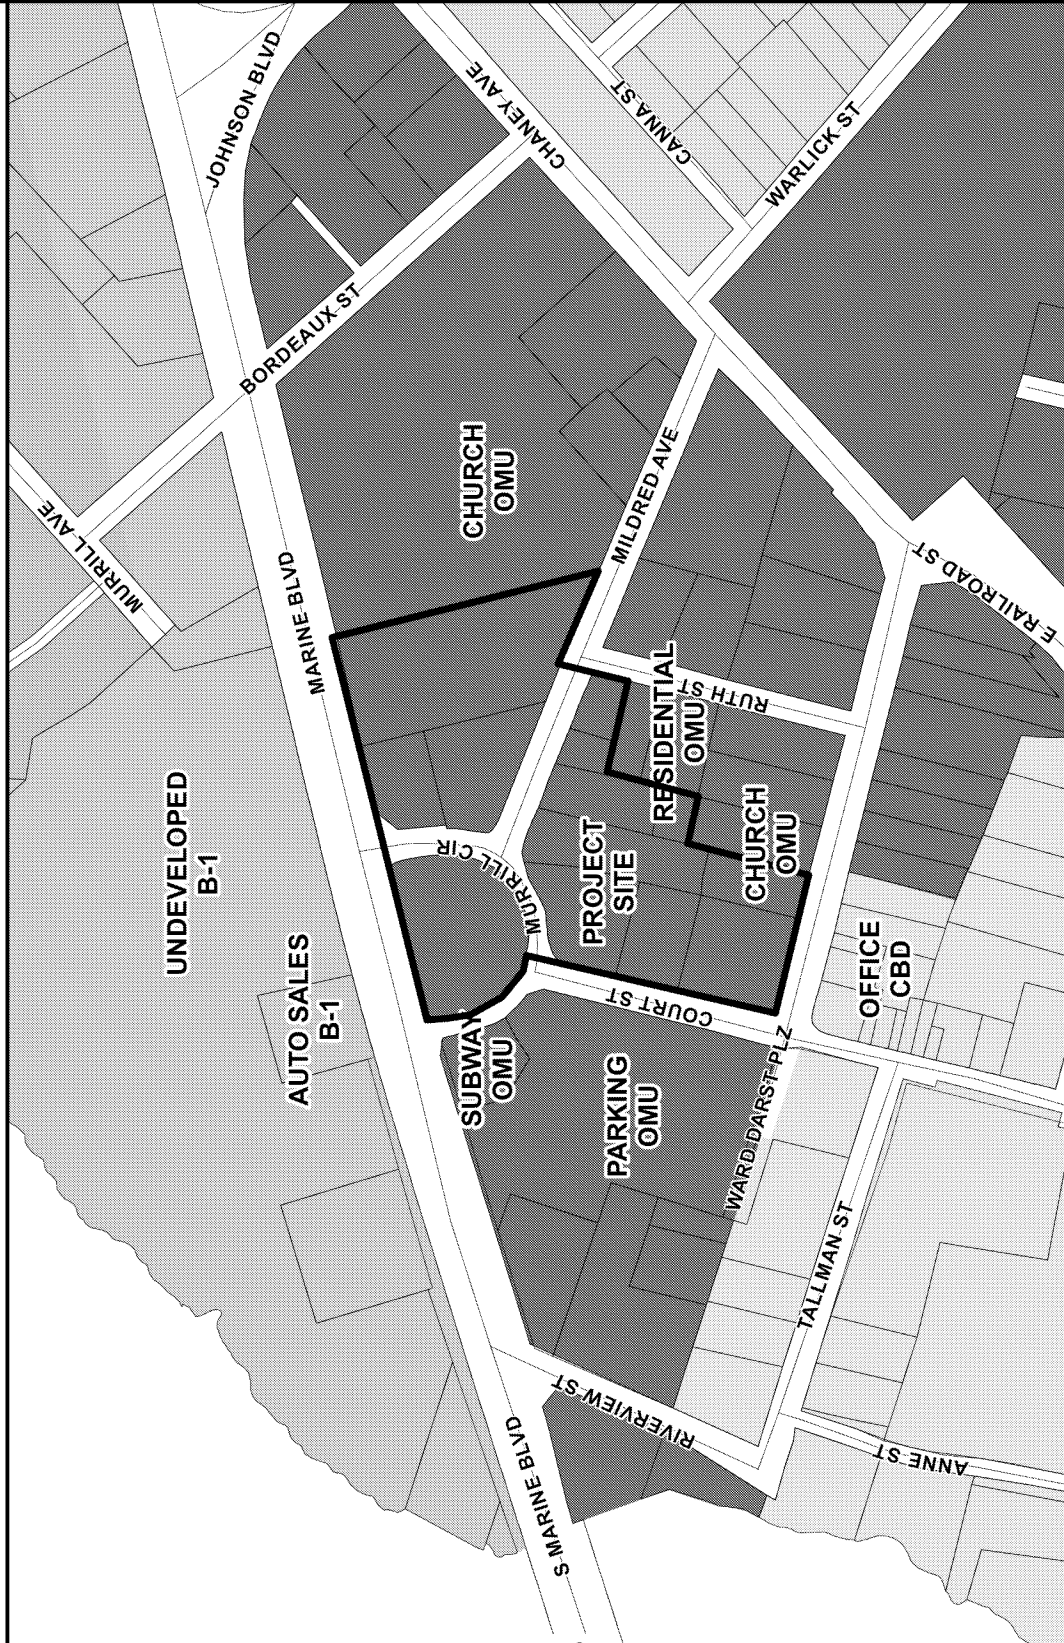 JOHNSON BLVD
CHANEY AVE
CANNA ST
WARLICK ST
BORDEAUX ST
MURRILL AVE
MARINE BLVD
CHURCH
OMU
MILDRED AVE
E RAILROAD ST
RUTH ST
RESIDENTIAL
OMU
UNDEVELOPED
B-1
MURRILL CIR
PROJECT
SITE
CHURCH
OMU
AUTO SALES
B-1
OFFICE
CBD
COURT ST
SUBWAY
OMU
PARKING
OMU
WARD DARST PLZ
TALLMAN ST
RIVERVIEW ST
ANNE ST
S MARINE BLVD